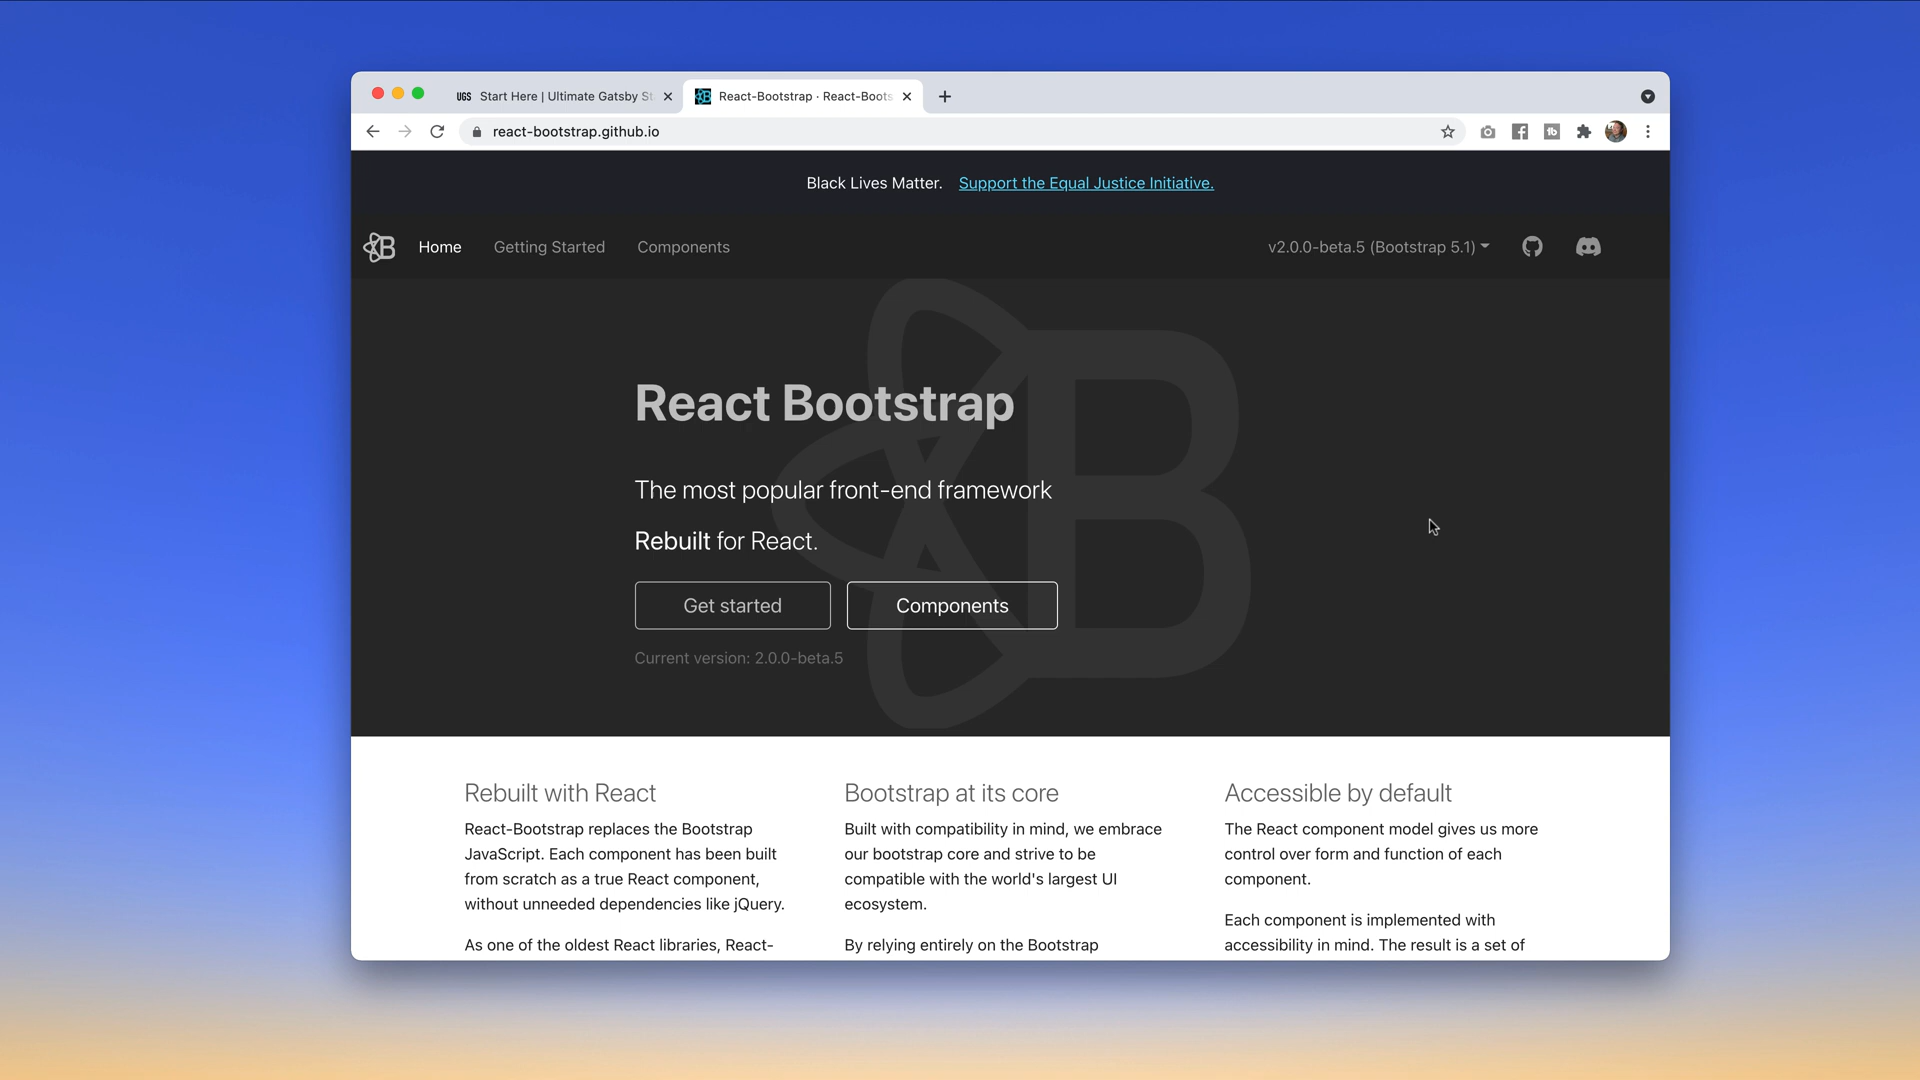 UGS Start Here | Ultimate Gatsby St
React-Bootstrap · React-Boots
react-bootstrap.github.io
Black Lives Matter. Support the Equal Justice Initiative.
B Home Getting Started Components v2.0.0-beta.5 (Bootstrap 5.1)
B
React Bootstrap
The most popular front-end framework
Rebuilt for React.
Get started Components
Current version: 2.0.0-beta.5
Rebuilt with React
React-Bootstrap replaces the Bootstrap
JavaScript. Each component has been built
from scratch as a true React component,
without unneeded dependencies like jQuery.
As one of the oldest React libraries, React-
Bootstrap at its core
Built with compatibility in mind, we embrace
our bootstrap core and strive to be
compatible with the world's largest UI
ecosystem.
By relying entirely on the Bootstrap
Accessible by default
The React component model gives us more
control over form and function of each
component.
Each component is implemented with
accessibility in mind. The result is a set of